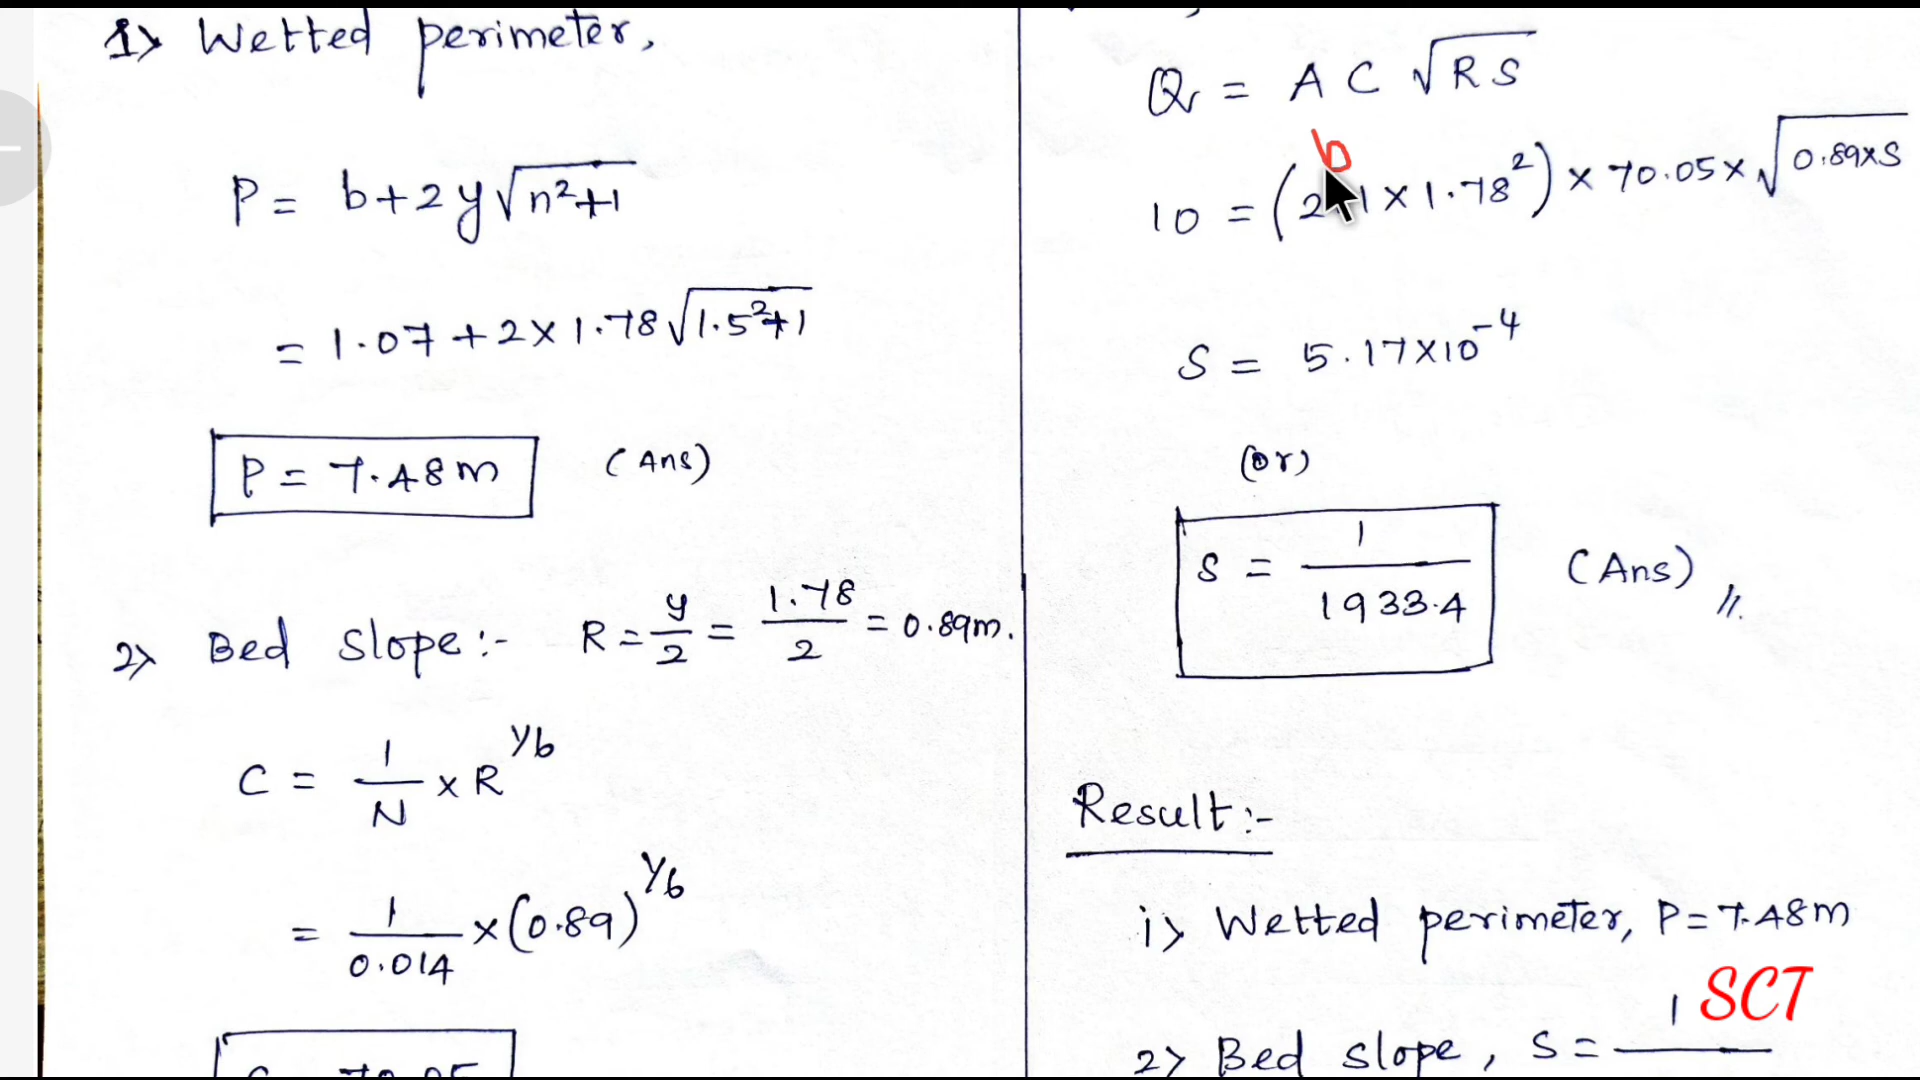 1> Wetted perimeter,
P = b+2y√n²+1
= 1.07+2×1.78√1.5²+1
P = 7.48m (Ans)
2> Bed Slope:- R = y/2 = 1.78/2 = 0.89m.
C = 1/N × R^1/6
= 1/0.014 × (0.89)^1/6
Q = A C √RS
b
10 = ( × 1.78²) × 70.05 × √0.89×S
S = 5.17×10⁻⁴
(or)
S = 1/1933.4 (Ans) //.
Result:-
i> Wetted perimeter, P = 7.48m
SCT
2> Bed slope, S = 1/